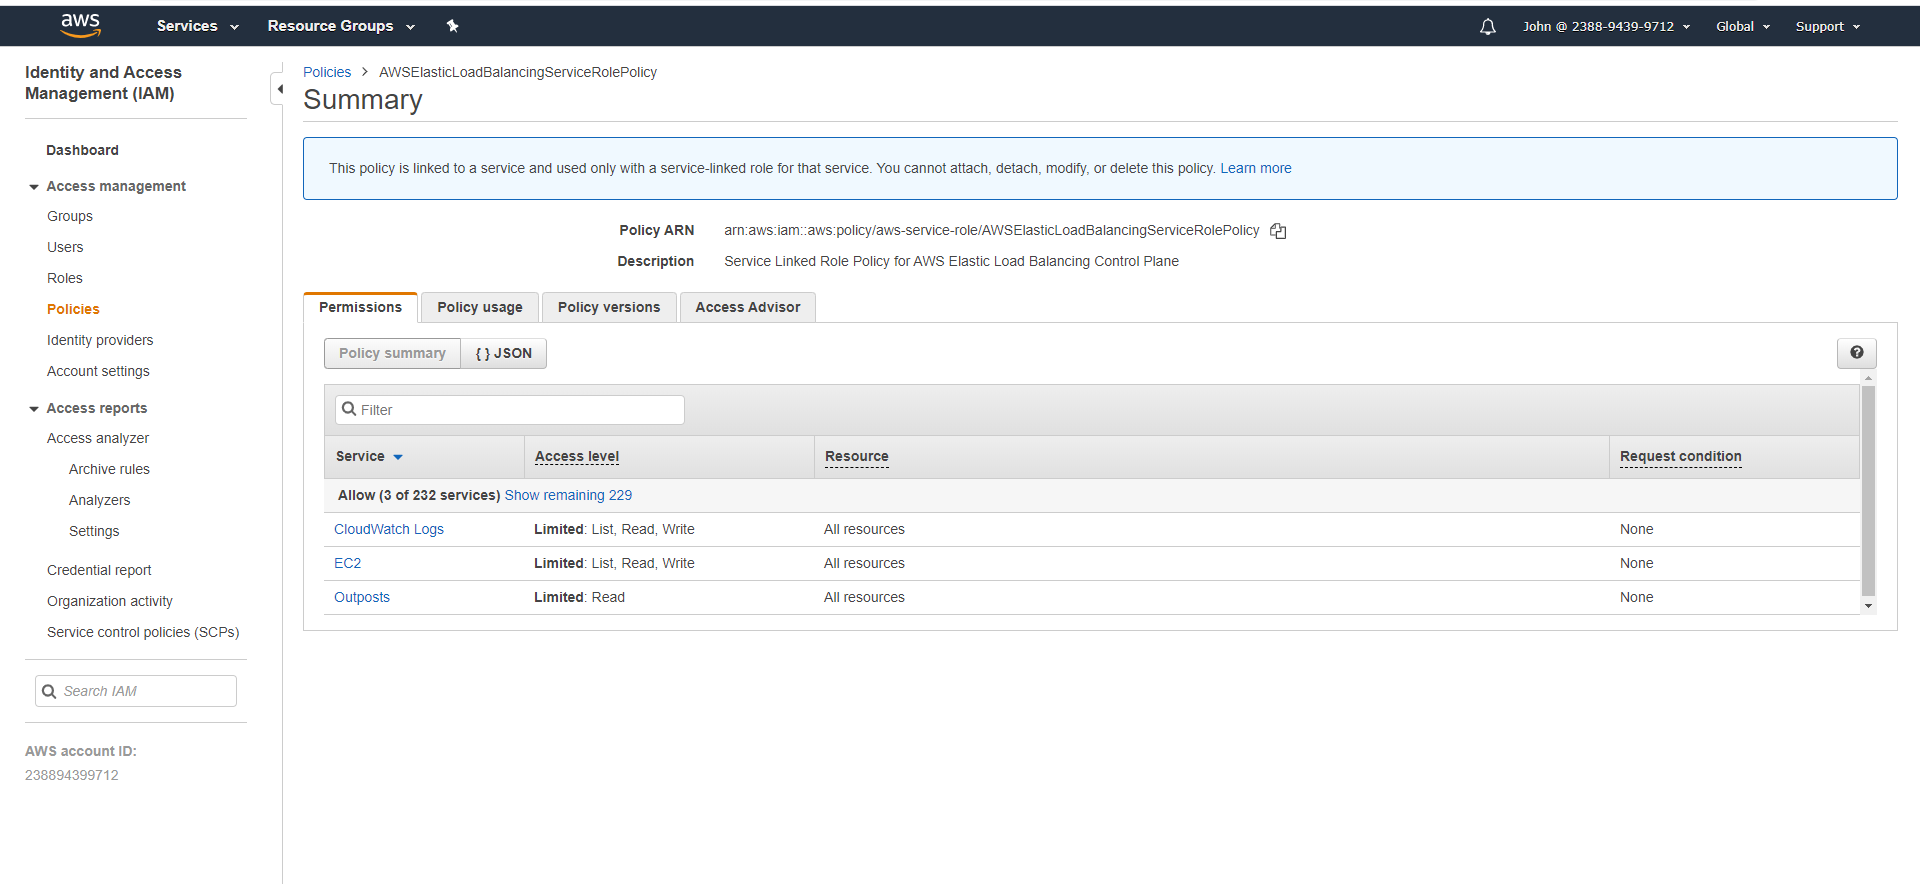 aws
Services
Resource Groups
John @ 2388-9439-9712
Global
Support
Identity and Access
Management (IAM)
Dashboard
Access management
Groups
Users
Roles
Policies
Identity providers
Account settings
Access reports
Access analyzer
Archive rules
Analyzers
Settings
Credential report
Organization activity
Service control policies (SCPs)
Search IAM
AWS account ID:
238894399712
Policies > AWSElasticLoadBalancingServiceRolePolicy
Summary
This policy is linked to a service and used only with a service-linked role for that service. You cannot attach, detach, modify, or delete this policy. Learn more
Policy ARN arn:aws:iam::aws:policy/aws-service-role/AWSElasticLoadBalancingServiceRolePolicy
Description Service Linked Role Policy for AWS Elastic Load Balancing Control Plane
Permissions
Policy usage
Policy versions
Access Advisor
Policy summary
{ } JSON
?
Filter
Service Access level Resource Request condition
Allow (3 of 232 services) Show remaining 229
CloudWatch Logs Limited: List, Read, Write All resources None
EC2 Limited: List, Read, Write All resources None
Outposts Limited: Read All resources None